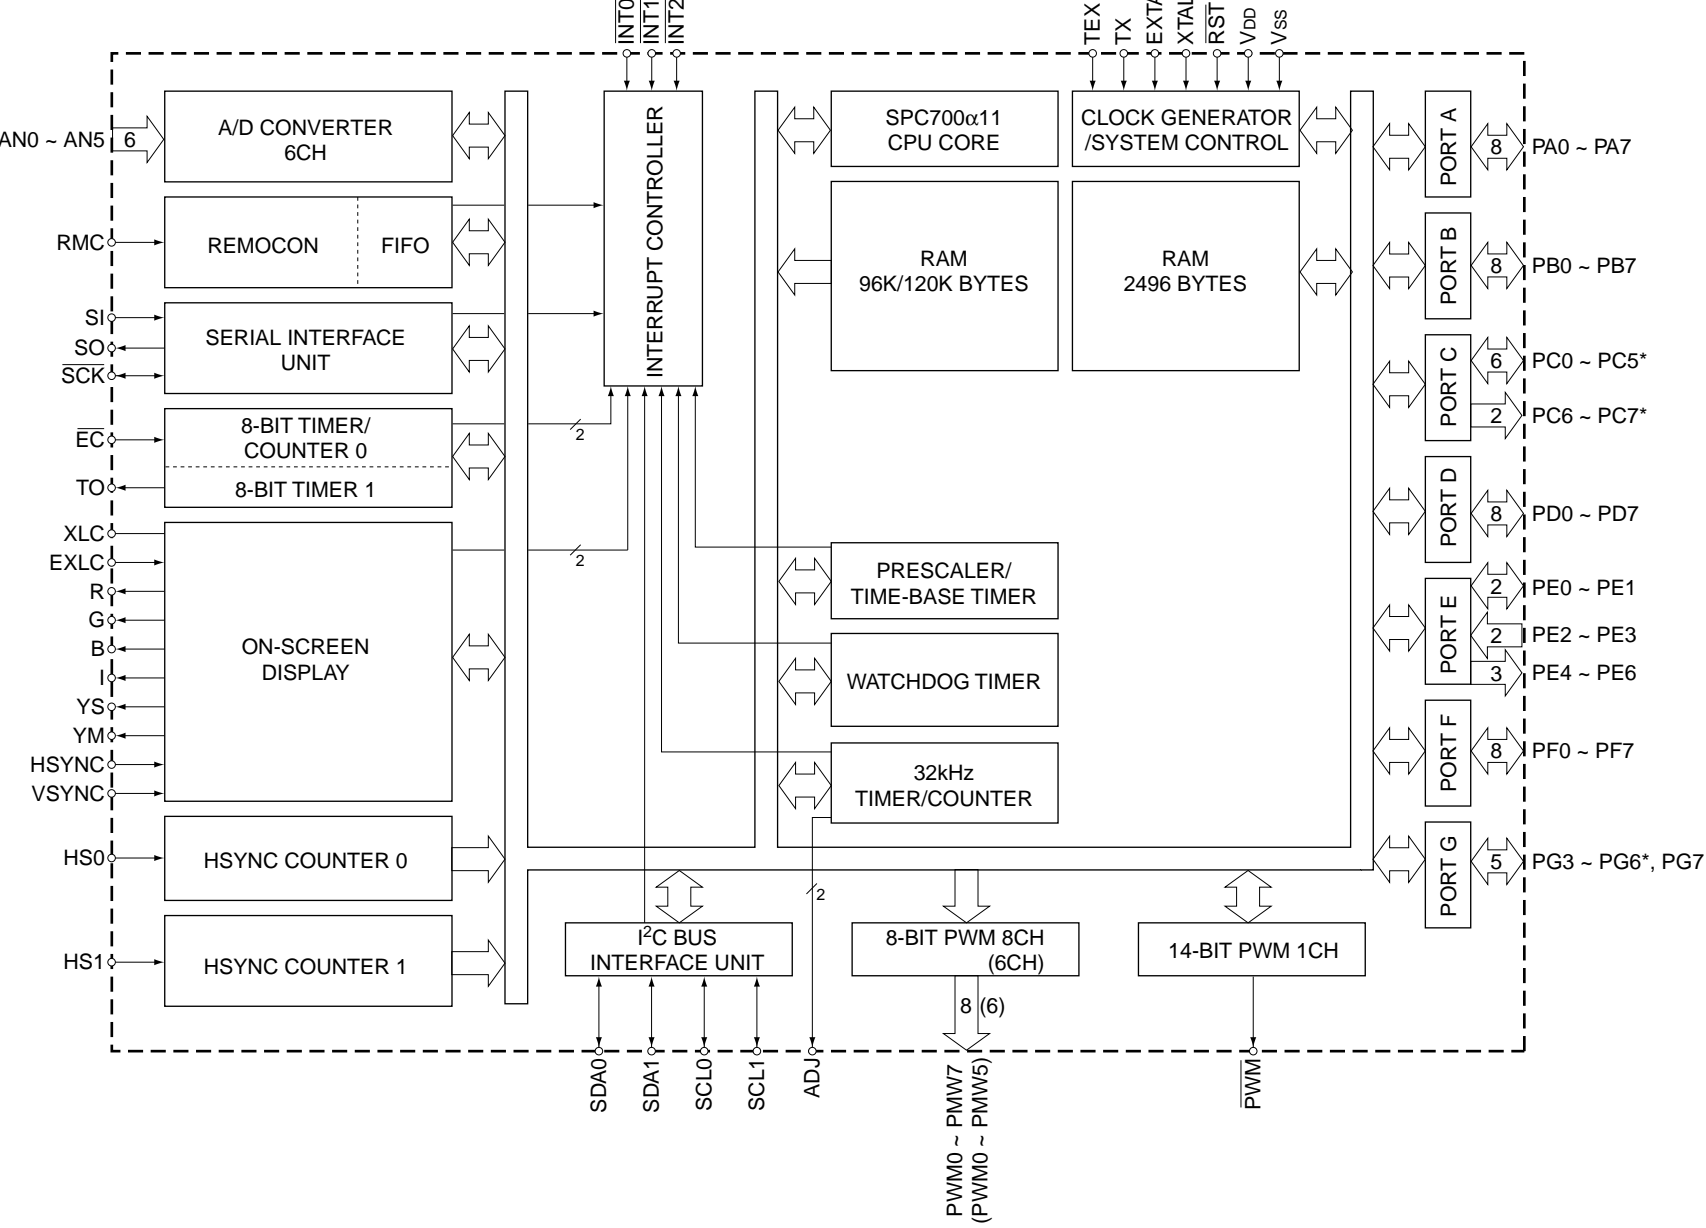 INT0
INT1
INT2
TEX
TX
EXTA
XTAL
RST
VDD
VSS
AN0 ~ AN5
6
A/D CONVERTER
6CH
RMC
REMOCON
FIFO
SI
SO
SCK
SERIAL INTERFACE
UNIT
EC
TO
8-BIT TIMER/
COUNTER 0
8-BIT TIMER 1
2
XLC
EXLC
R
G
B
I
YS
YM
HSYNC
VSYNC
ON-SCREEN
DISPLAY
2
HS0
HSYNC COUNTER 0
HS1
HSYNC COUNTER 1
INTERRUPT CONTROLLER
SPC700α11
CPU CORE
CLOCK GENERATOR
/SYSTEM CONTROL
RAM
96K/120K BYTES
RAM
2496 BYTES
PRESCALER/
TIME-BASE TIMER
WATCHDOG TIMER
32kHz
TIMER/COUNTER
2
PORT A
8
PA0 ~ PA7
PORT B
8
PB0 ~ PB7
PORT C
6
PC0 ~ PC5*
2
PC6 ~ PC7*
PORT D
8
PD0 ~ PD7
PORT E
2
PE0 ~ PE1
2
PE2 ~ PE3
3
PE4 ~ PE6
PORT F
8
PF0 ~ PF7
PORT G
5
PG3 ~ PG6*, PG7
I2C BUS
INTERFACE UNIT
8-BIT PWM 8CH
(6CH)
14-BIT PWM 1CH
8 (6)
SDA0
SDA1
SCL0
SCL1
ADJ
PWM0 ~ PMW7
(PWM0 ~ PMW5)
PWM